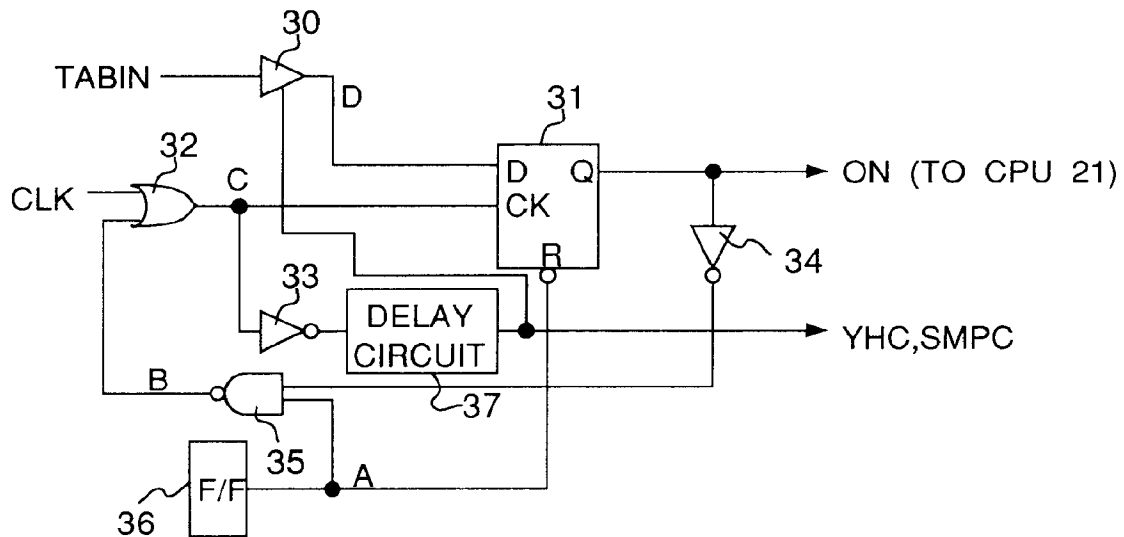 30
TABIN
D
31
32
D Q
ON (TO CPU 21)
CLK
C
CK
R
34
33
DELAY
CIRCUIT
YHC,SMPC
B
37
35
F/F
A
36